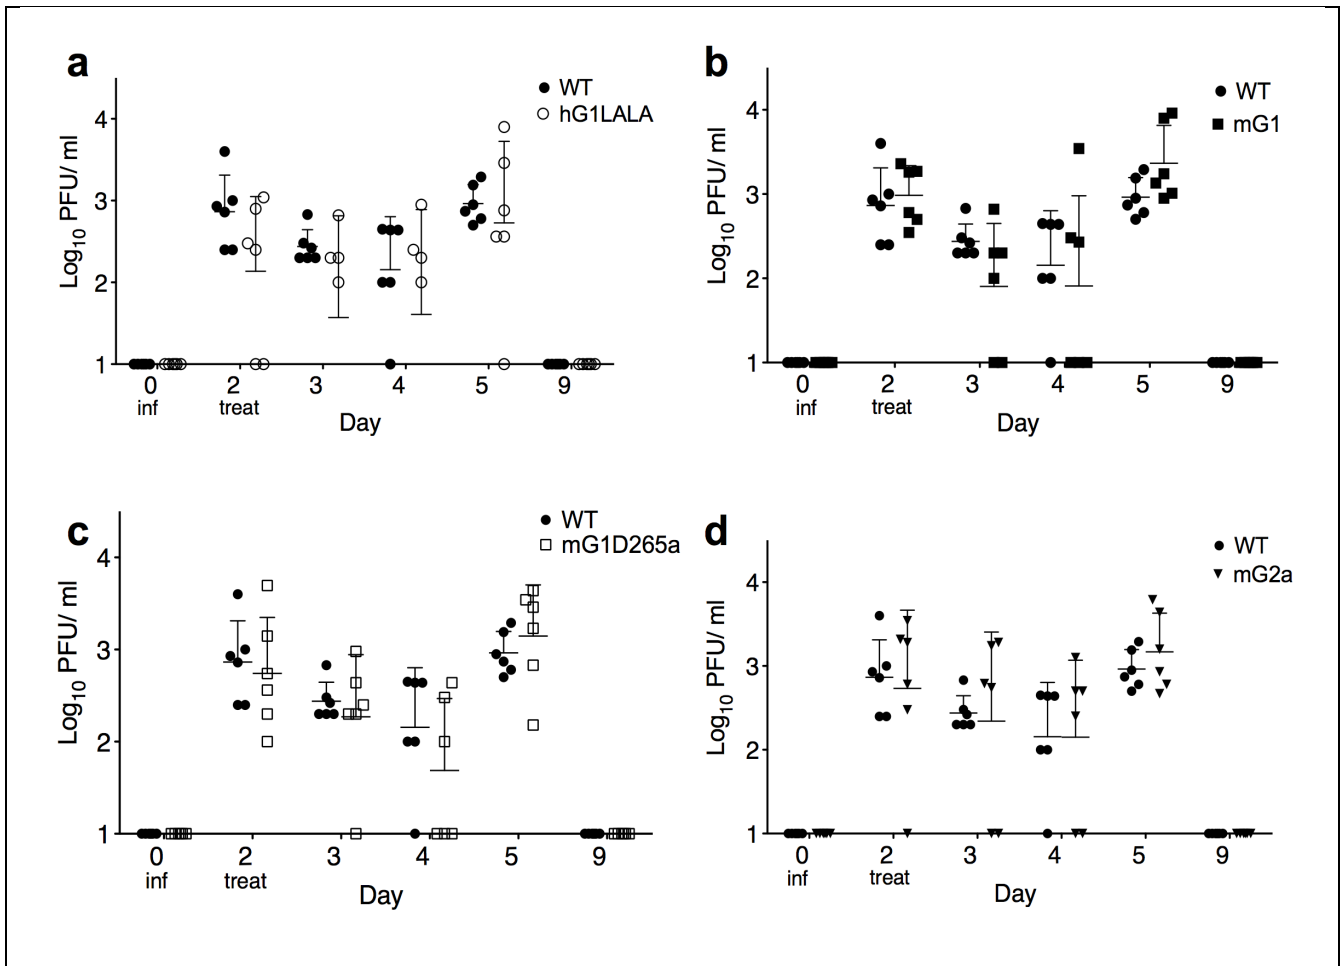 a
WT
hG1LALA
Log10 PFU/ ml
4
3
2
1
0 2 3 4 5 9
inf treat
Day
b
WT
mG1
Log10 PFU/ ml
4
3
2
1
0 2 3 4 5 9
inf treat
Day
c
WT
mG1D265a
Log10 PFU/ ml
4
3
2
1
0 2 3 4 5 9
inf treat
Day
d
WT
mG2a
Log10 PFU/ ml
4
3
2
1
0 2 3 4 5 9
inf treat
Day